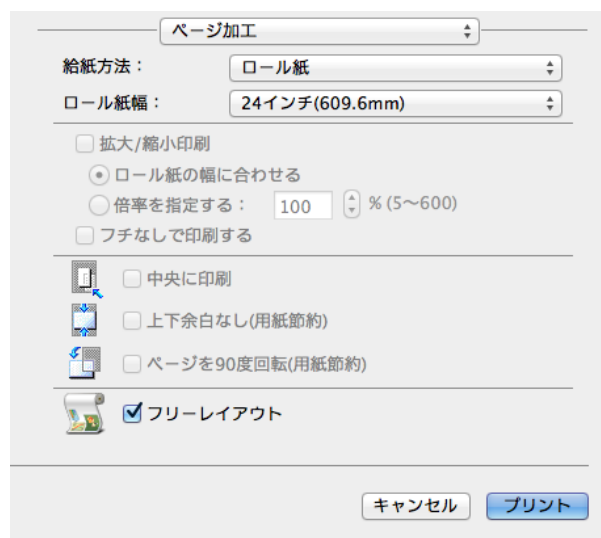 ページ加工
給紙方法： ロール紙
ロール紙幅： 24インチ(609.6mm)
拡大/縮小印刷
ロール紙の幅に合わせる
倍率を指定する： 100 % (5〜600)
フチなしで印刷する
中央に印刷
上下余白なし(用紙節約)
ページを90度回転(用紙節約)
フリーレイアウト
キャンセル プリント